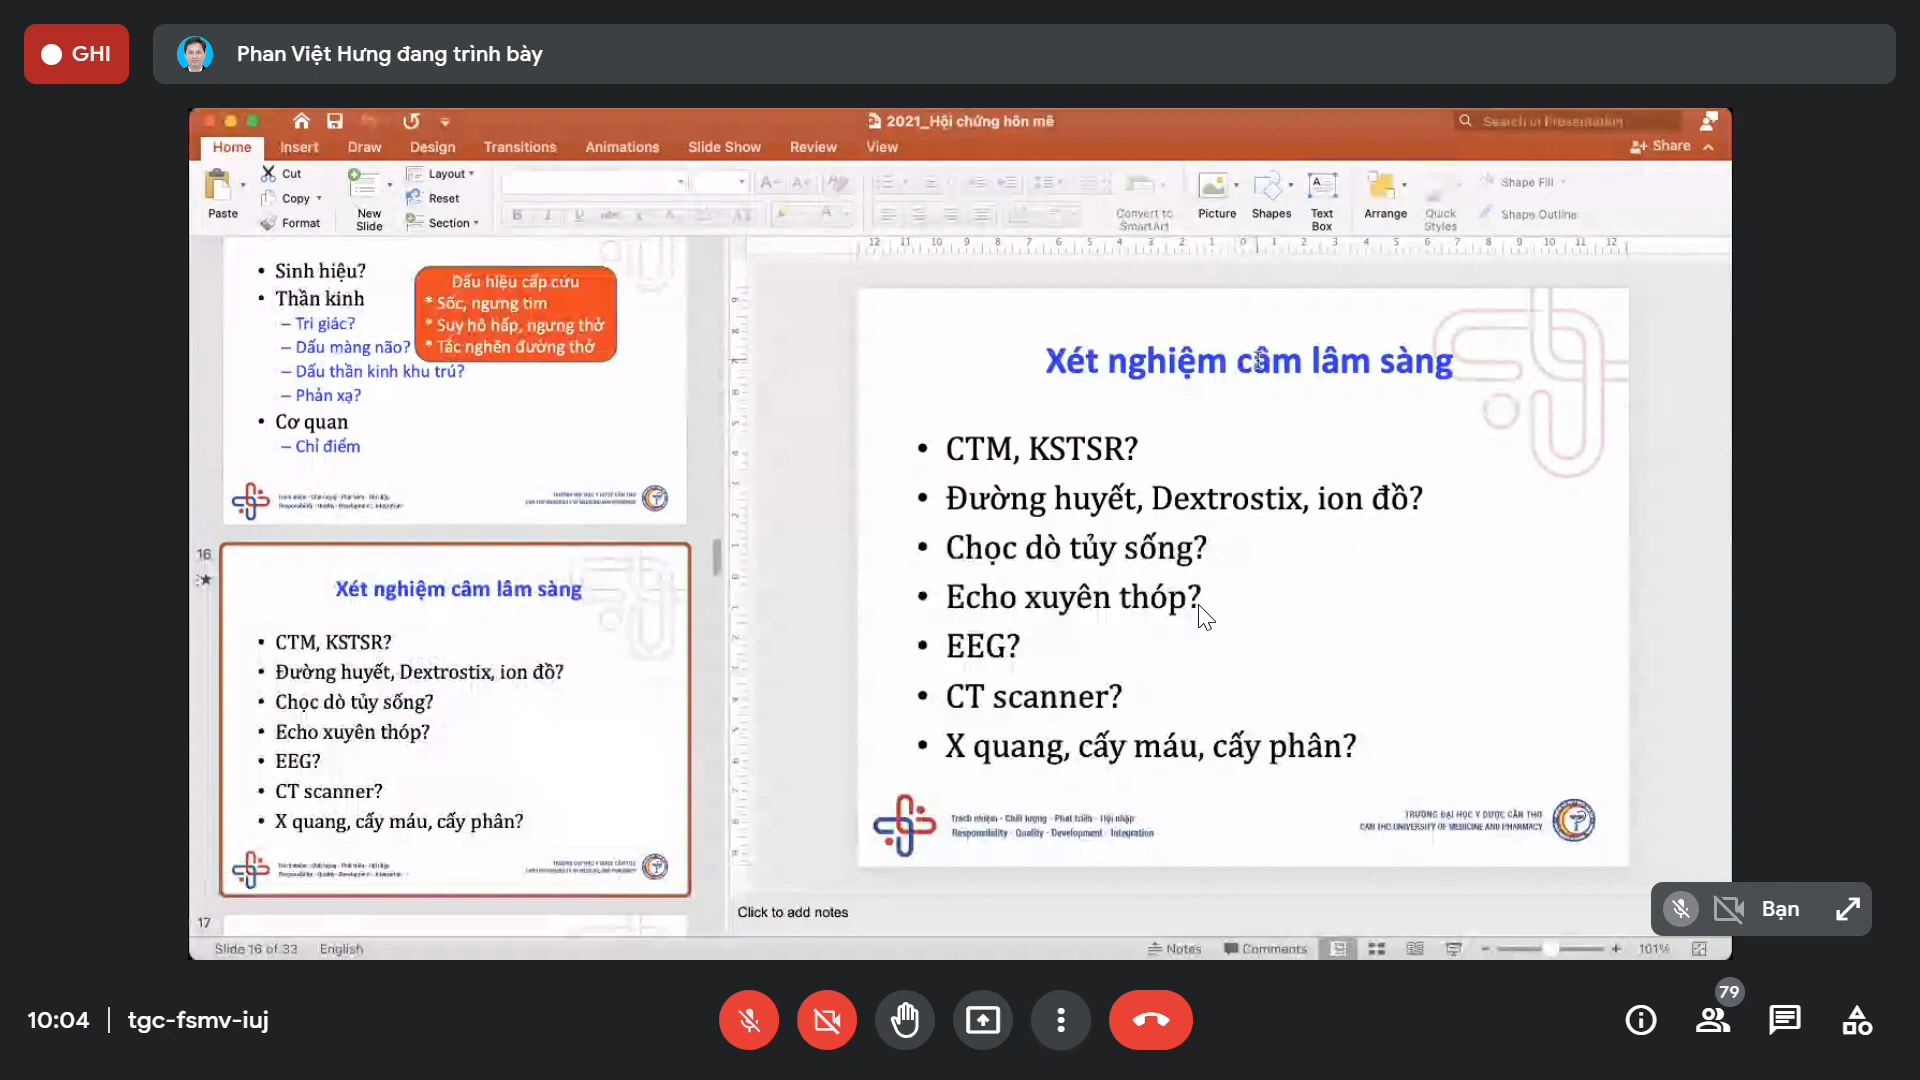 GHI
Phan Việt Hưng đang trình bày
2021_Hội chứng hôn mê
Search in Presentation
Home Insert Draw Design Transitions Animations Slide Show Review View
Share
Paste
Cut
Copy
Format
New Slide
Layout
Reset
Section
Convert to SmartArt
Picture
Shapes
Text Box
Arrange
Quick Styles
Shape Fill
Shape Outline
• Sinh hiệu?
• Thần kinh
– Tri giác?
– Dấu màng não?
– Dấu thần kinh khu trú?
– Phản xạ?
• Cơ quan
– Chỉ điểm
Dấu hiệu cấp cứu
* Sốc, ngưng tim
* Suy hô hấp, ngưng thở
* Tắc nghẽn đường thở
16
Xét nghiệm câm lâm sàng
• CTM, KSTSR?
• Đường huyết, Dextrostix, ion đồ?
• Chọc dò tủy sống?
• Echo xuyên thóp?
• EEG?
• CT scanner?
• X quang, cấy máu, cấy phân?
17
Xét nghiệm câm lâm sàng
• CTM, KSTSR?
• Đường huyết, Dextrostix, ion đồ?
• Chọc dò tủy sống?
• Echo xuyên thóp?
• EEG?
• CT scanner?
• X quang, cấy máu, cấy phân?
Trách nhiệm - Chất lượng - Phát triển - Hội nhập
Responsibility - Quality - Development - Integration
TRƯỜNG ĐẠI HỌC Y DƯỢC CẦN THƠ
CAN THO UNIVERSITY OF MEDICINE AND PHARMACY
Click to add notes
Slide 16 of 33 English
Notes Comments 101%
Bạn
10:04 | tgc-fsmv-iuj
79